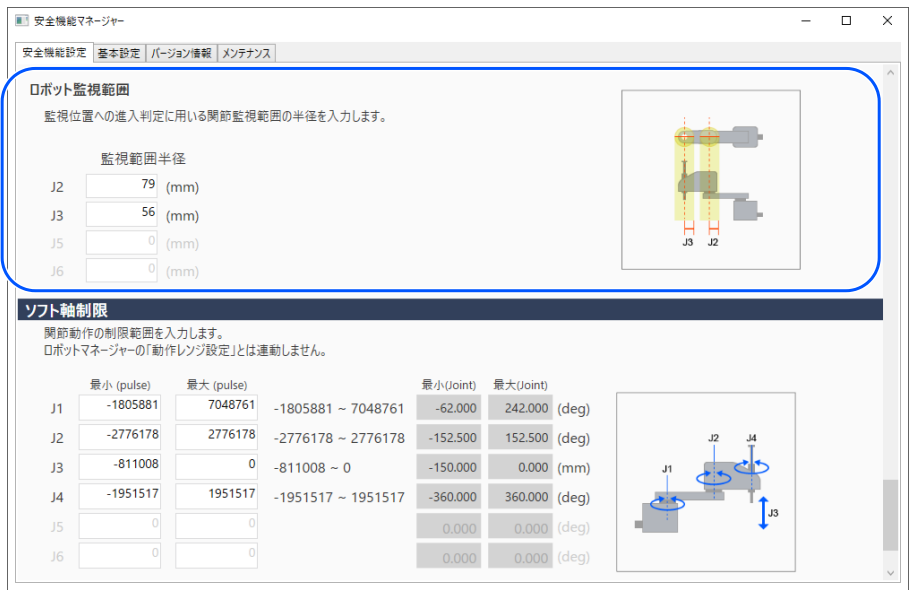 安全機能マネージャー
安全機能設定 基本設定 バージョン情報 メンテナンス
ロボット監視範囲
監視位置への進入判定に用いる関節監視範囲の半径を入力します。
監視範囲半径
J2 79 (mm)
J3 56 (mm)
J5 0 (mm)
J6 0 (mm)
J3 J2
ソフト軸制限
関節動作の制限範囲を入力します。
ロボットマネージャーの「動作レンジ設定」とは連動しません。
最小 (pulse) 最大 (pulse) 最小(Joint) 最大(Joint)
J1 -1805881 7048761 -1805881 ~ 7048761 -62.000 242.000 (deg)
J2 -2776178 2776178 -2776178 ~ 2776178 -152.500 152.500 (deg)
J3 -811008 0 -811008 ~ 0 -150.000 0.000 (mm)
J4 -1951517 1951517 -1951517 ~ 1951517 -360.000 360.000 (deg)
J5 0 0 0.000 0.000 (deg)
J6 0 0 0.000 0.000 (deg)
J2 J4
J1
J3